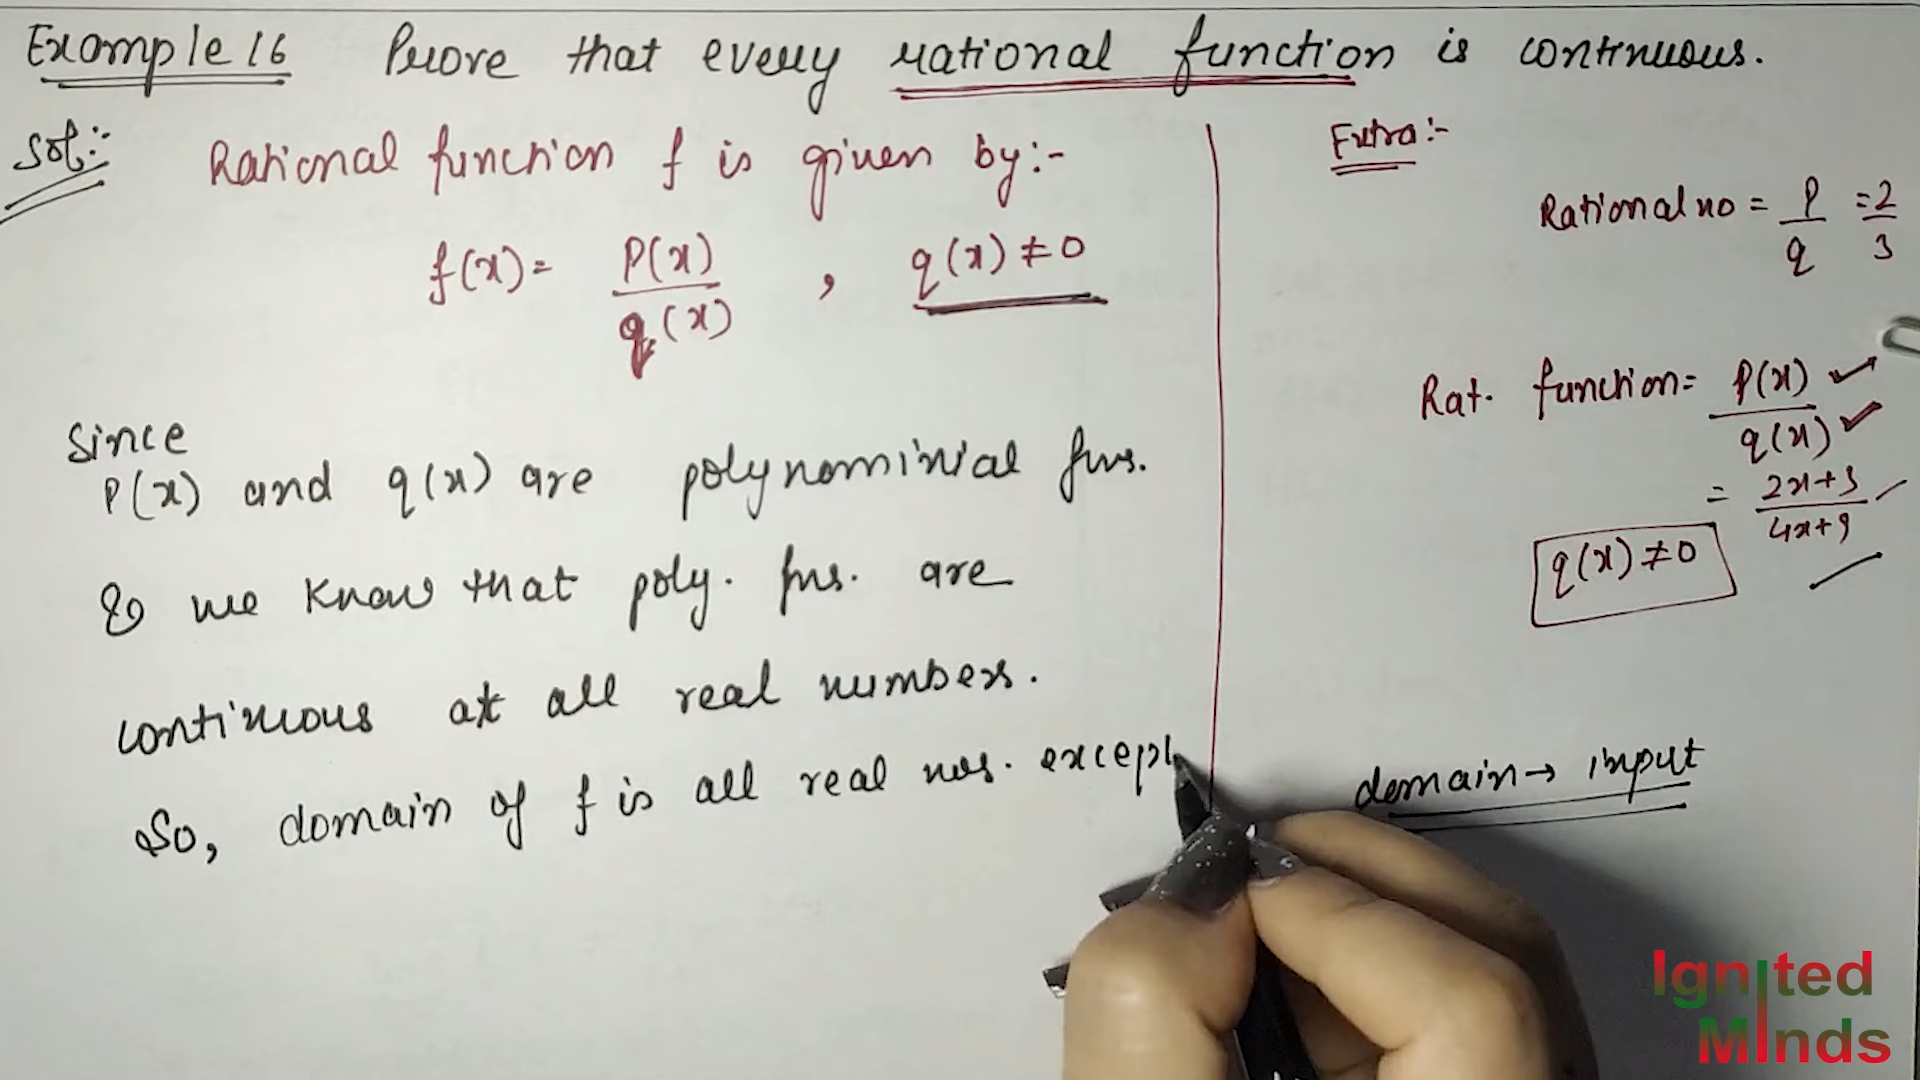 Example 16 Prove that every rational function is continuous.
Sol:-
Rational function f is given by:-
f(x) = P(x)/q(x) , q(x) ≠ 0
Since
P(x) and q(x) are polynominial fns.
& we know that poly. fns. are
continuous at all real numbers.
So, domain of f is all real nos. except
Extra:-
Rational no = P/q = 2/3
Rat. function = P(x)/q(x)
= 2x+3/4x+9
q(x) ≠ 0
domain → input
Ignited
Minds